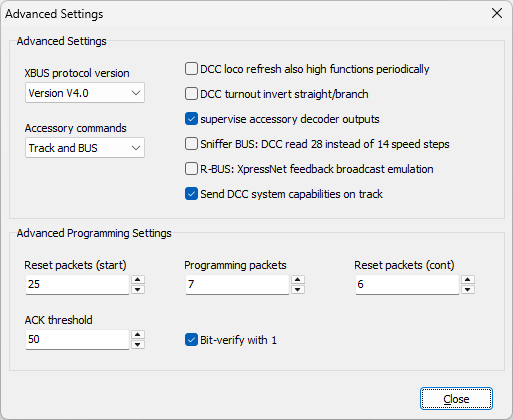 Advanced Settings
Advanced Settings
XBUS protocol version
Version V4.0
Accessory commands
Track and BUS
DCC loco refresh also high functions periodically
DCC turnout invert straight/branch
supervise accessory decoder outputs
Sniffer BUS: DCC read 28 instead of 14 speed steps
R-BUS: XpressNet feedback broadcast emulation
Send DCC system capabilities on track
Advanced Programming Settings
Reset packets (start)
25
Programming packets
7
Reset packets (cont)
6
ACK threshold
50
Bit-verify with 1
Close